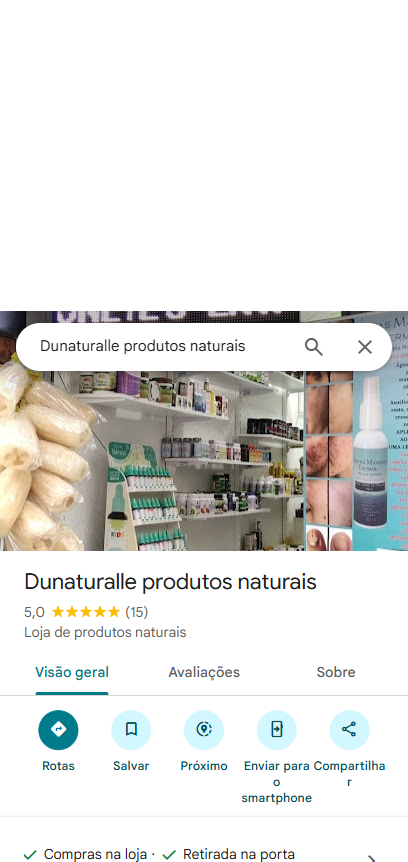 Dunaturalle produtos naturais
Dunaturalle produtos naturais
5,0 ★★★★★ (15)
Loja de produtos naturais
Visão geral
Avaliações
Sobre
Rotas
Salvar
Próximo
Enviar para
o
smartphone
Compartilha
r
Compras na loja ·
Retirada na porta